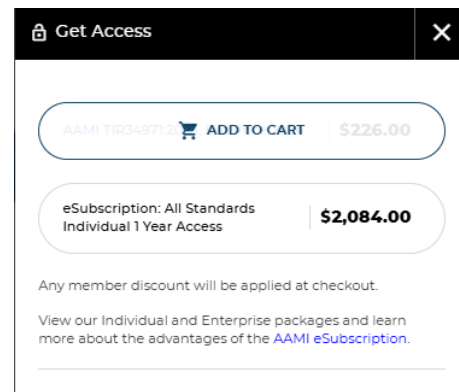 Get Access
ADD TO CART
$226.00
eSubscription: All Standards
Individual 1 Year Access
$2,084.00
Any member discount will be applied at checkout.
View our Individual and Enterprise packages and learn
more about the advantages of the AAMI eSubscription.